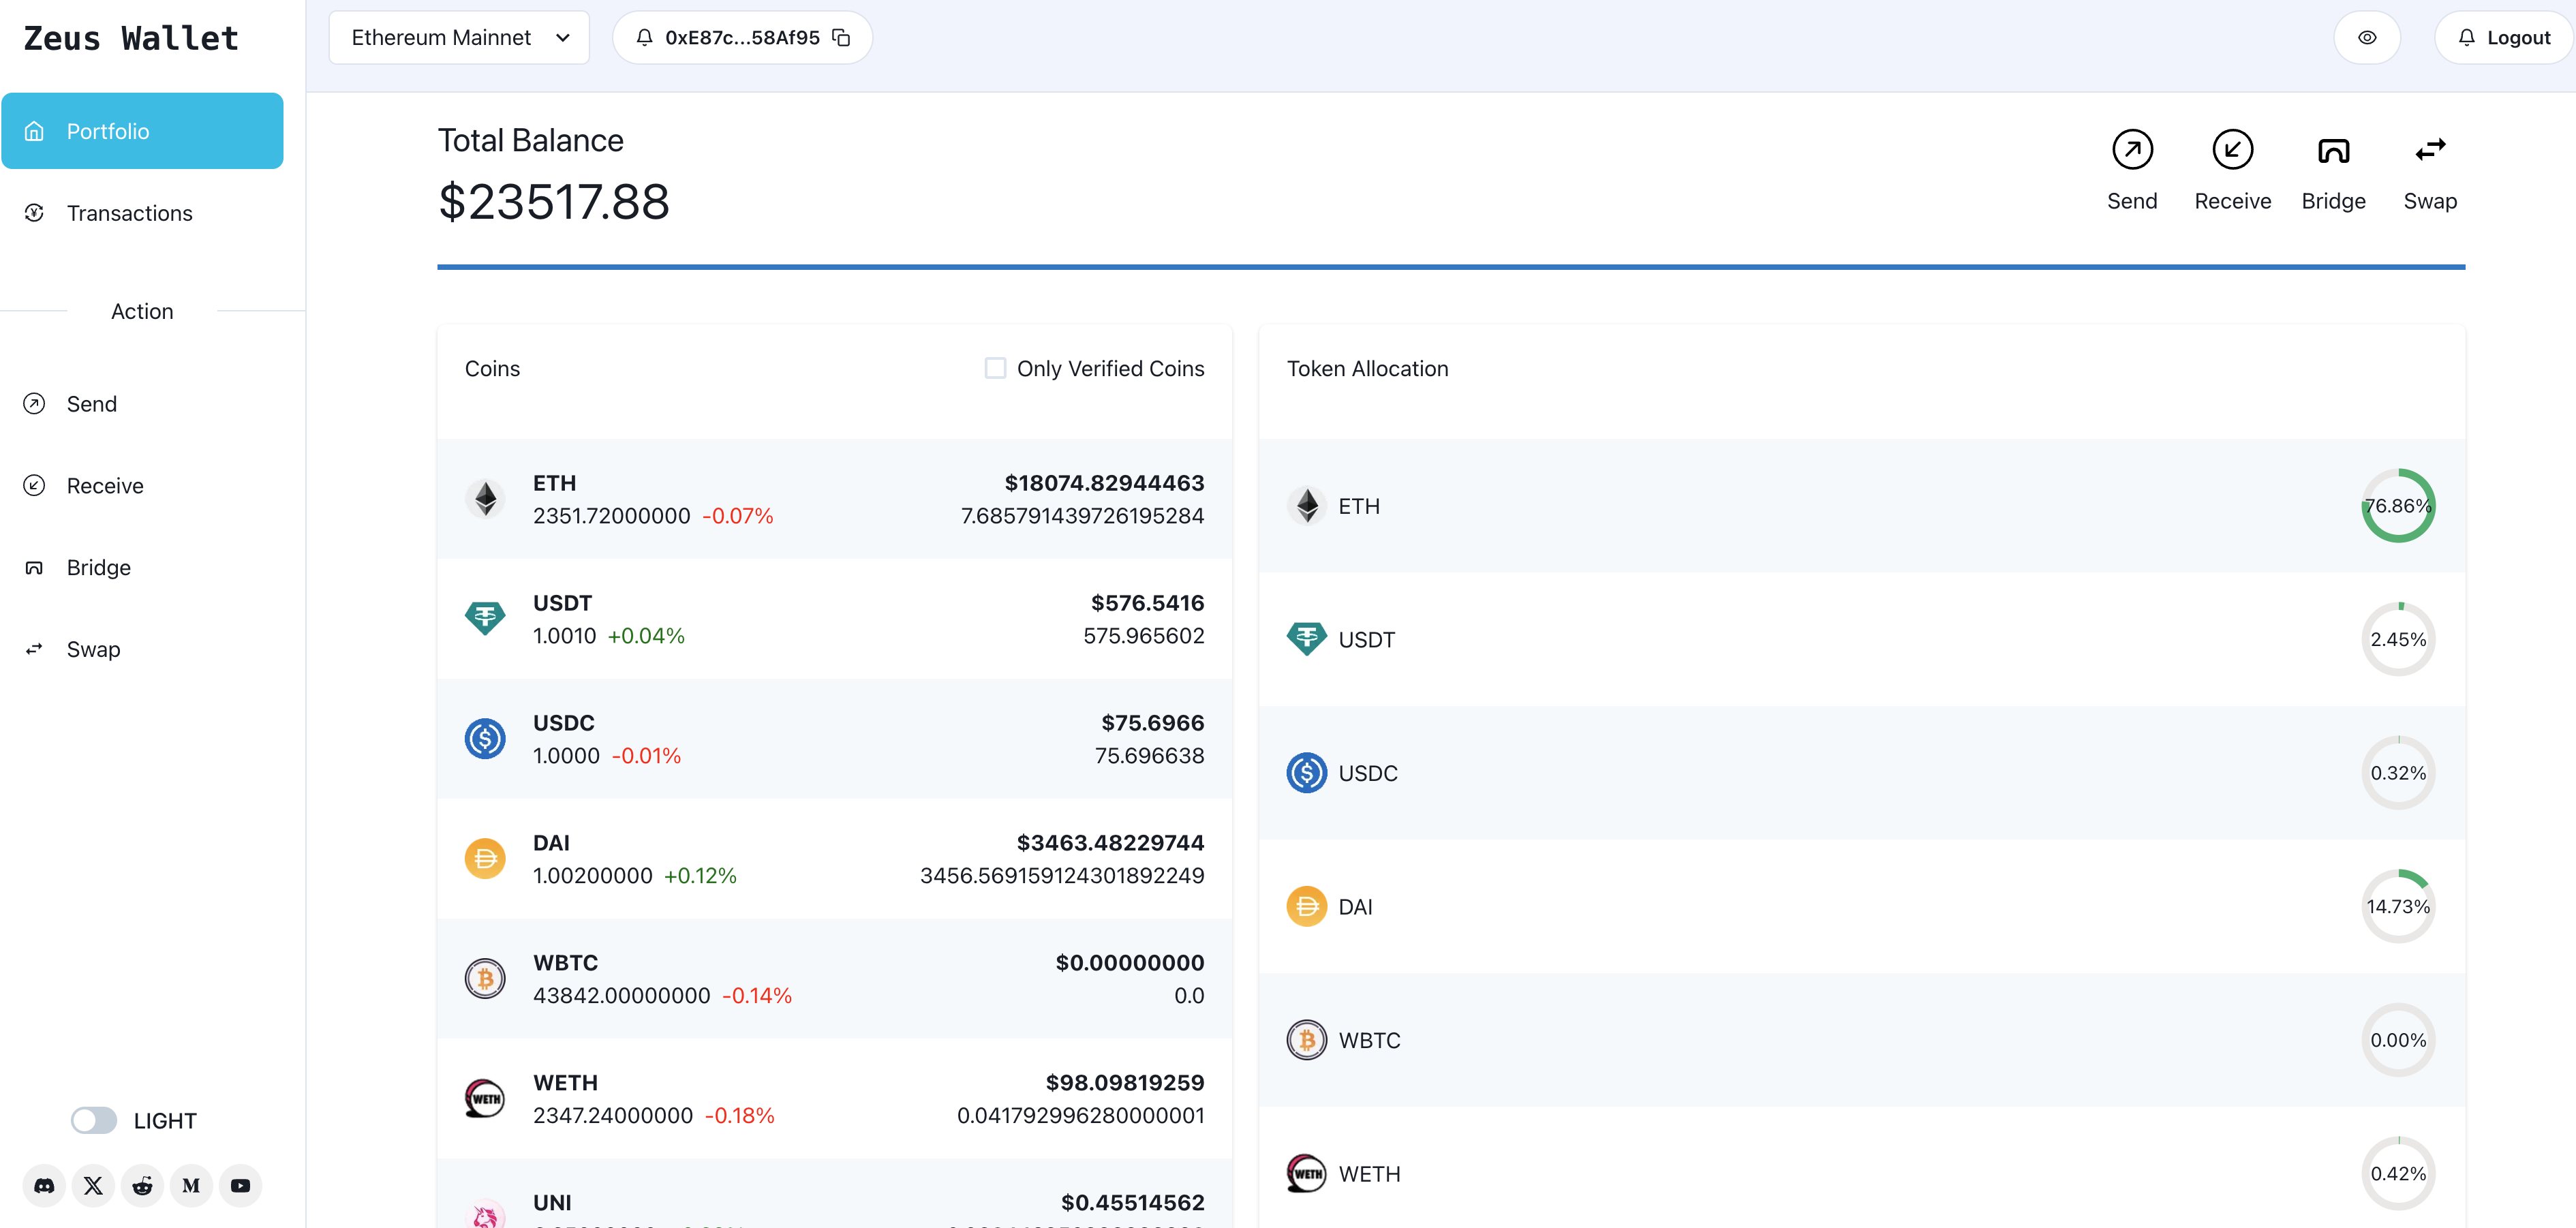 Zeus Wallet
Ethereum Mainnet
0xE87c...58Af95
Logout
Portfolio
Transactions
Action
Send
Receive
Bridge
Swap
LIGHT
Total Balance
$23517.88
Send
Receive
Bridge
Swap
Coins
Only Verified Coins
ETH
$18074.82944463
2351.72000000 -0.07%
7.685791439726195284
USDT
$576.5416
1.0010 +0.04%
575.965602
USDC
$75.6966
1.0000 -0.01%
75.696638
DAI
$3463.48229744
1.00200000 +0.12%
3456.569159124301892249
WBTC
$0.00000000
43842.00000000 -0.14%
0.0
WETH
WETH
$98.09819259
2347.24000000 -0.18%
0.041792996280000001
UNI
$0.45514562
Token Allocation
ETH
76.86%
USDT
2.45%
USDC
0.32%
DAI
14.73%
WBTC
0.00%
WETH
WETH
0.42%